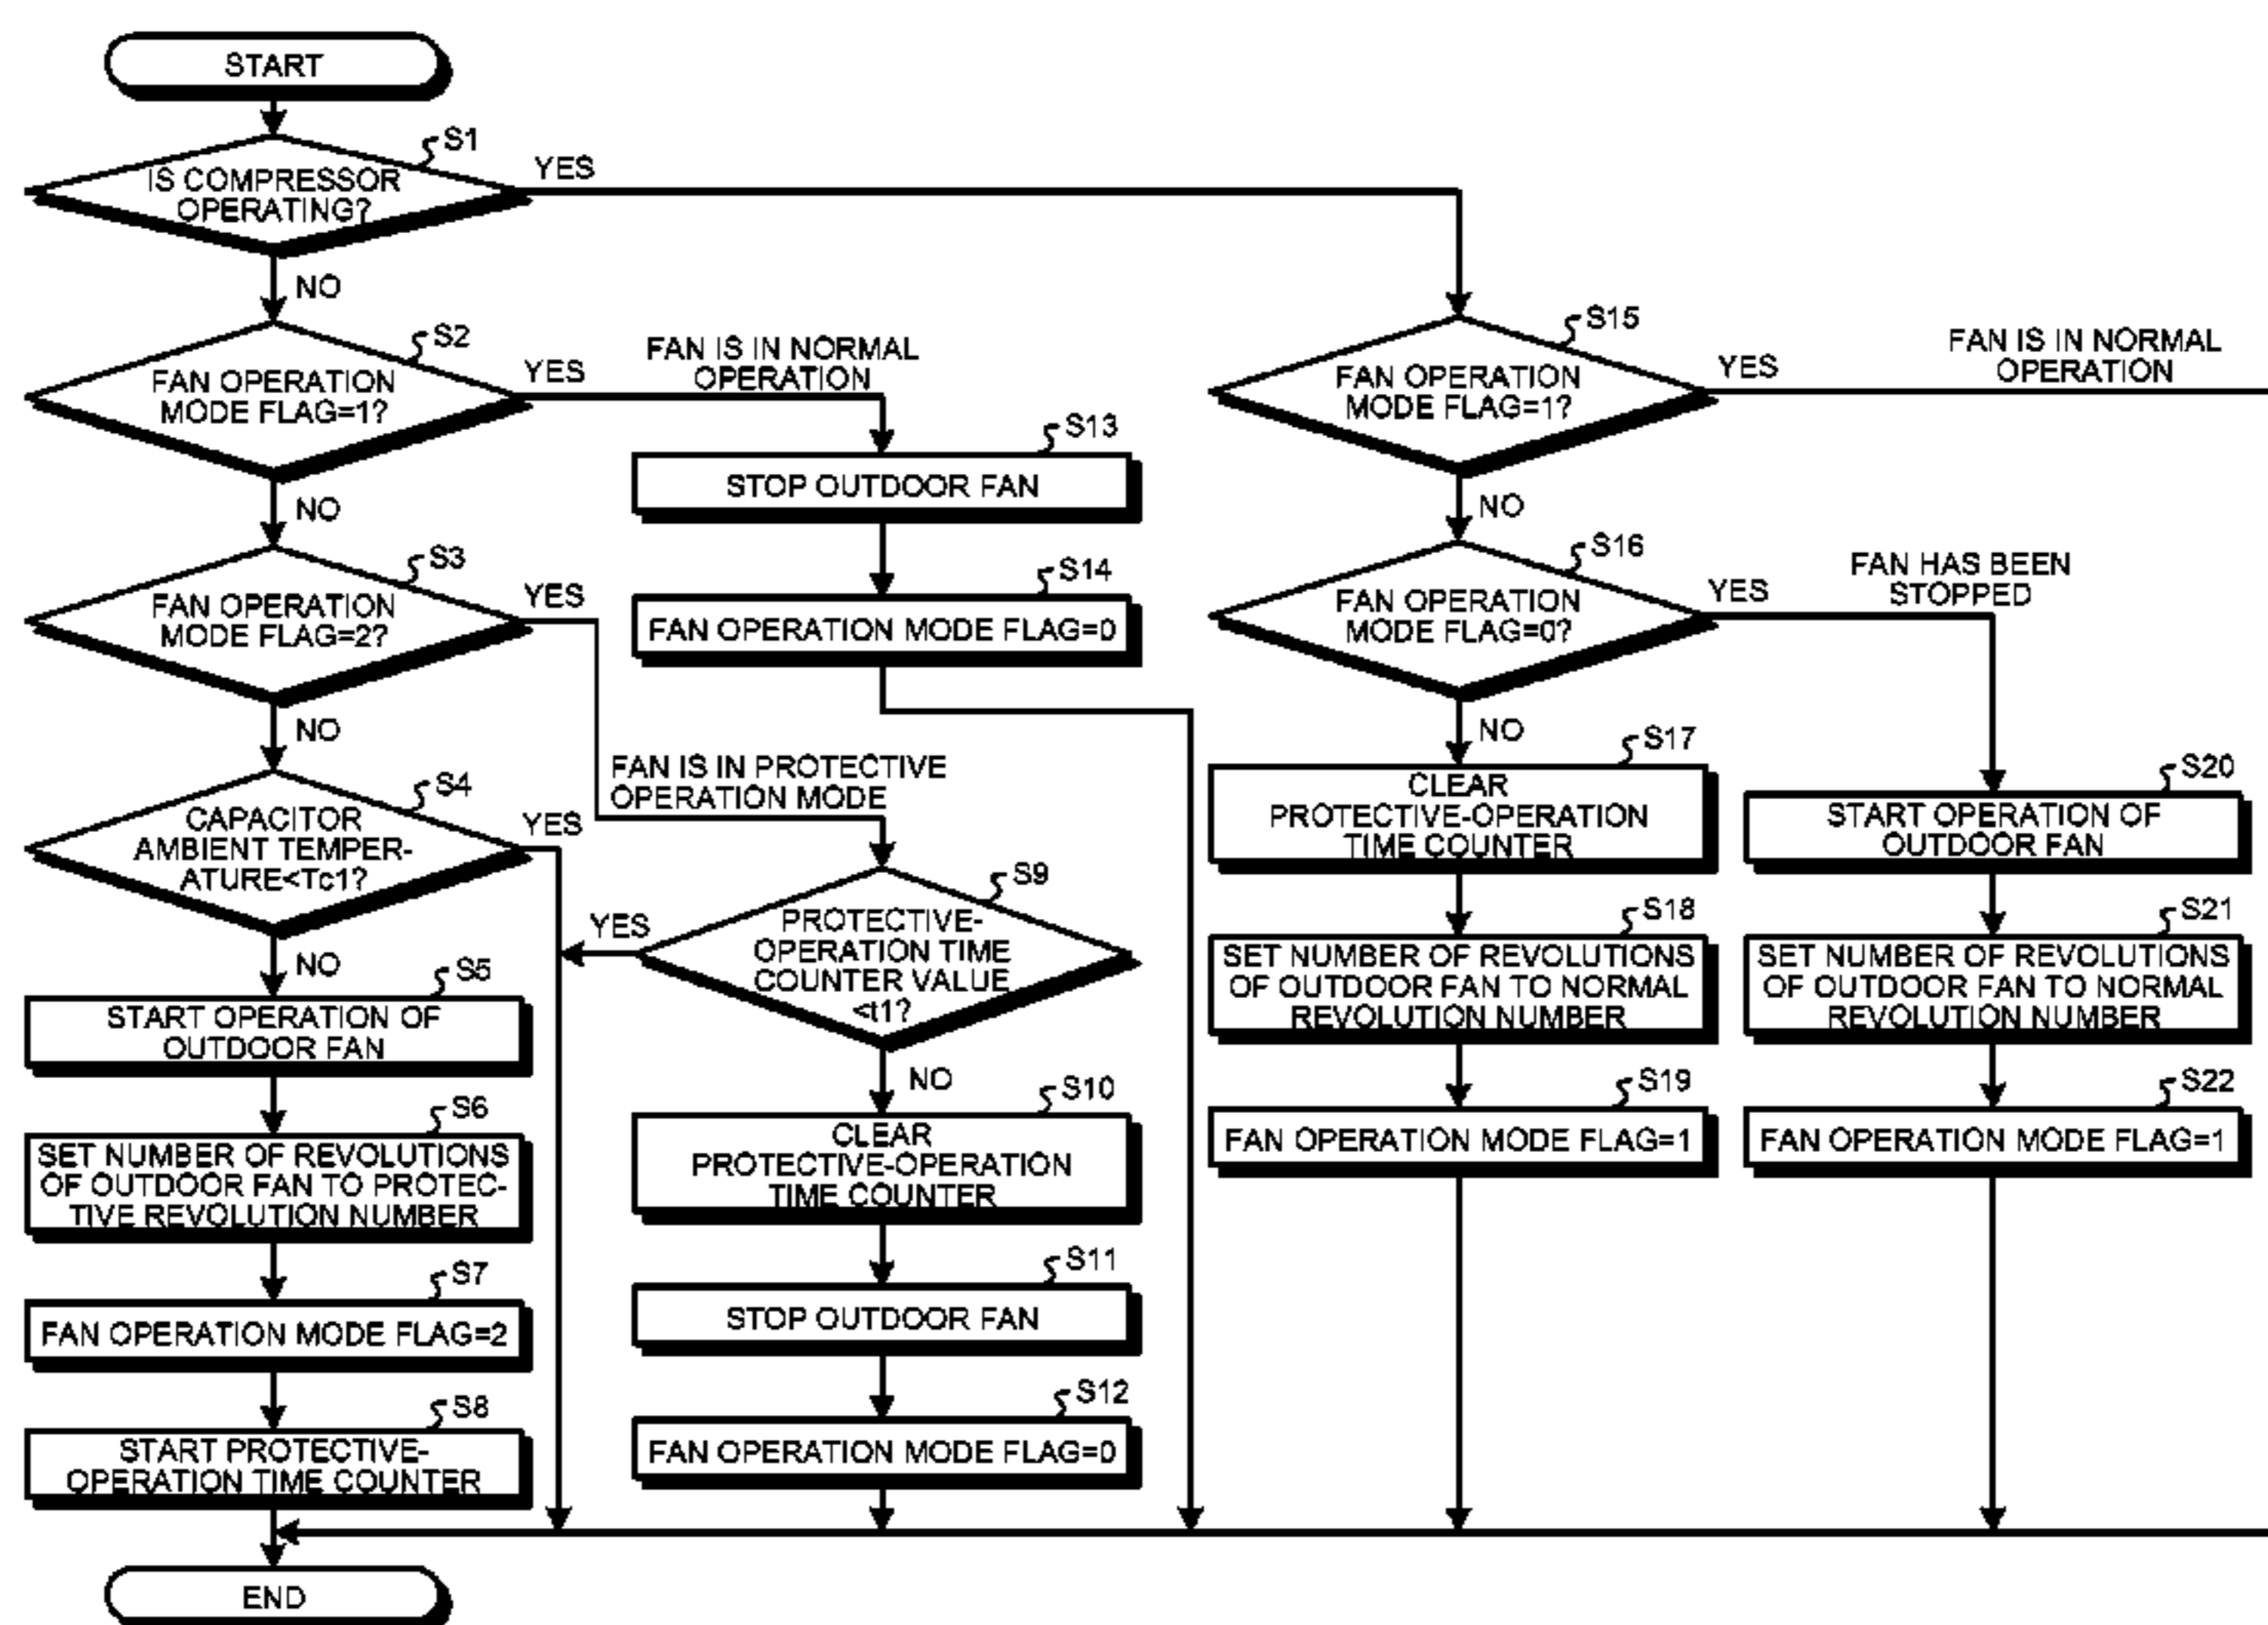 START
S1
IS COMPRESSOR
OPERATING?
YES
NO
S2
FAN OPERATION
MODE FLAG=1?
YES
FAN IS IN NORMAL
OPERATION
NO
S13
STOP OUTDOOR FAN
S14
FAN OPERATION MODE FLAG=0
S3
FAN OPERATION
MODE FLAG=2?
YES
NO
FAN IS IN PROTECTIVE
OPERATION MODE
S4
CAPACITOR
AMBIENT TEMPER-
ATURE<Tc1?
YES
NO
S5
START OPERATION OF
OUTDOOR FAN
S6
SET NUMBER OF REVOLUTIONS
OF OUTDOOR FAN TO PROTEC-
TIVE REVOLUTION NUMBER
S7
FAN OPERATION MODE FLAG=2
S8
START PROTECTIVE-
OPERATION TIME COUNTER
END
S9
PROTECTIVE-
OPERATION TIME
COUNTER VALUE
<t1?
YES
NO
S10
CLEAR
PROTECTIVE-OPERATION
TIME COUNTER
S11
STOP OUTDOOR FAN
S12
FAN OPERATION MODE FLAG=0
S15
FAN OPERATION
MODE FLAG=1?
YES
FAN IS IN NORMAL
OPERATION
NO
S16
FAN OPERATION
MODE FLAG=0?
YES
FAN HAS BEEN
STOPPED
NO
S17
CLEAR
PROTECTIVE-OPERATION
TIME COUNTER
S18
SET NUMBER OF REVOLUTIONS
OF OUTDOOR FAN TO NORMAL
REVOLUTION NUMBER
S19
FAN OPERATION MODE FLAG=1
S20
START OPERATION OF
OUTDOOR FAN
S21
SET NUMBER OF REVOLUTIONS
OF OUTDOOR FAN TO NORMAL
REVOLUTION NUMBER
S22
FAN OPERATION MODE FLAG=1